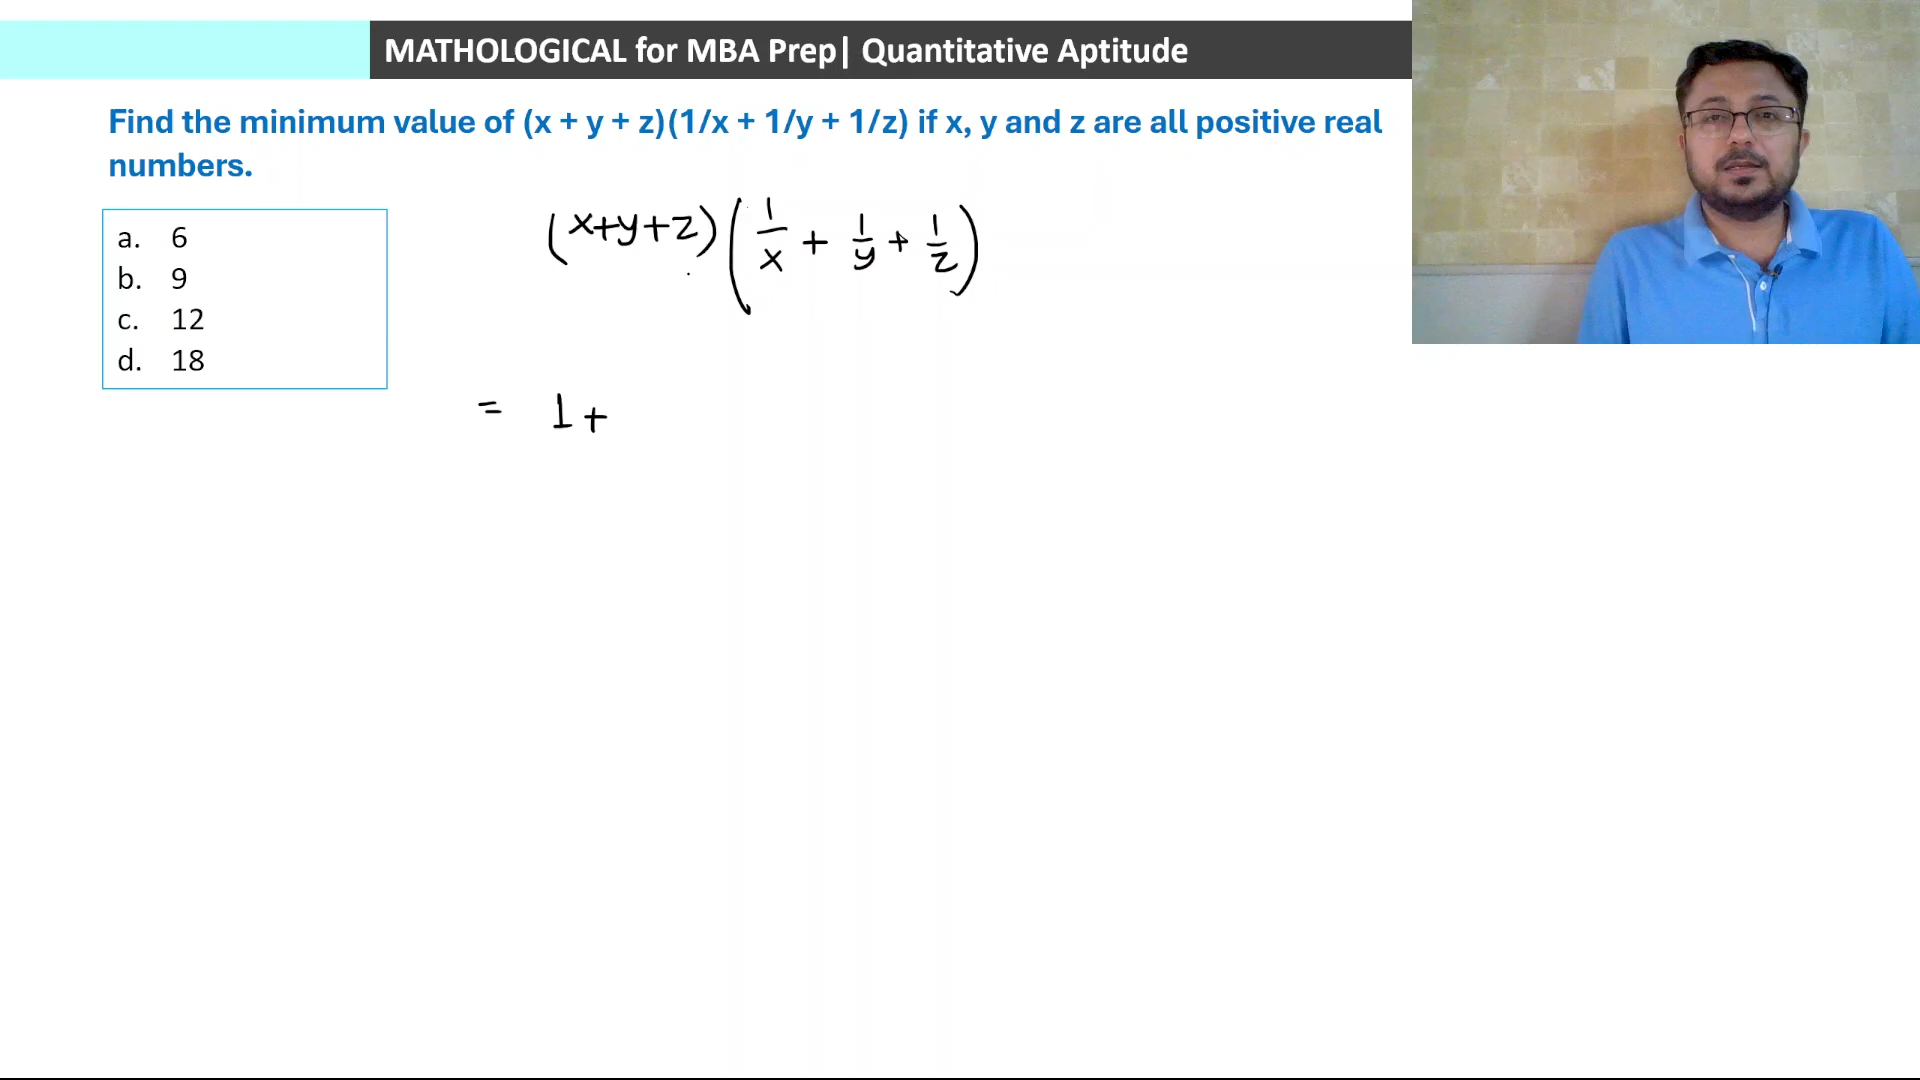 MATHOLOGICAL for MBA Prep| Quantitative Aptitude
Find the minimum value of (x + y + z)(1/x + 1/y + 1/z) if x, y and z are all positive real
numbers.
a. 6
b. 9
c. 12
d. 18
(x+y+z)(1/x + 1/y + 1/z)
= 1+